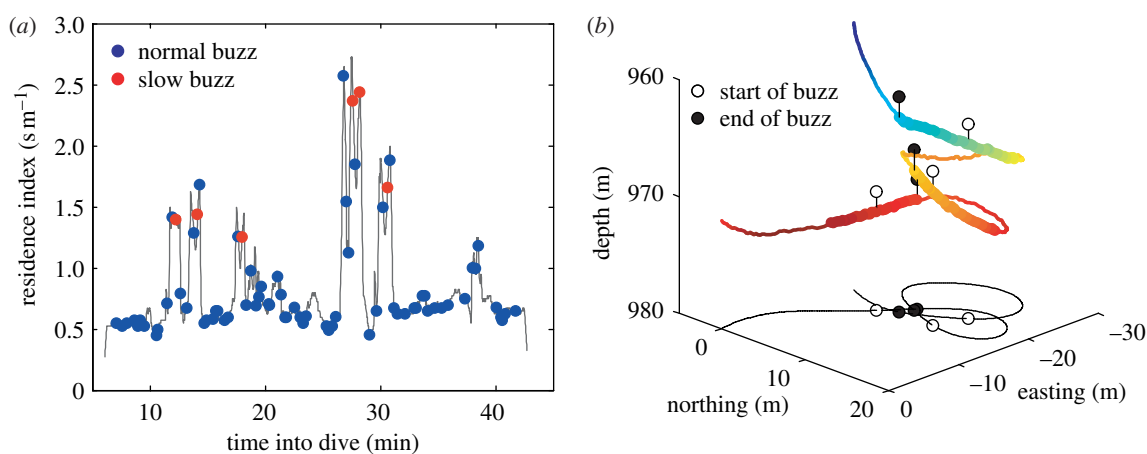 (a)
3.0
2.5
2.0
1.5
1.0
0.5
0
residence index (s m⁻¹)
normal buzz
slow buzz
10
20
30
40
time into dive (min)
(b)
960
970
980
depth (m)
start of buzz
end of buzz
0
10
20
northing (m)
0
−10
−20
−30
easting (m)